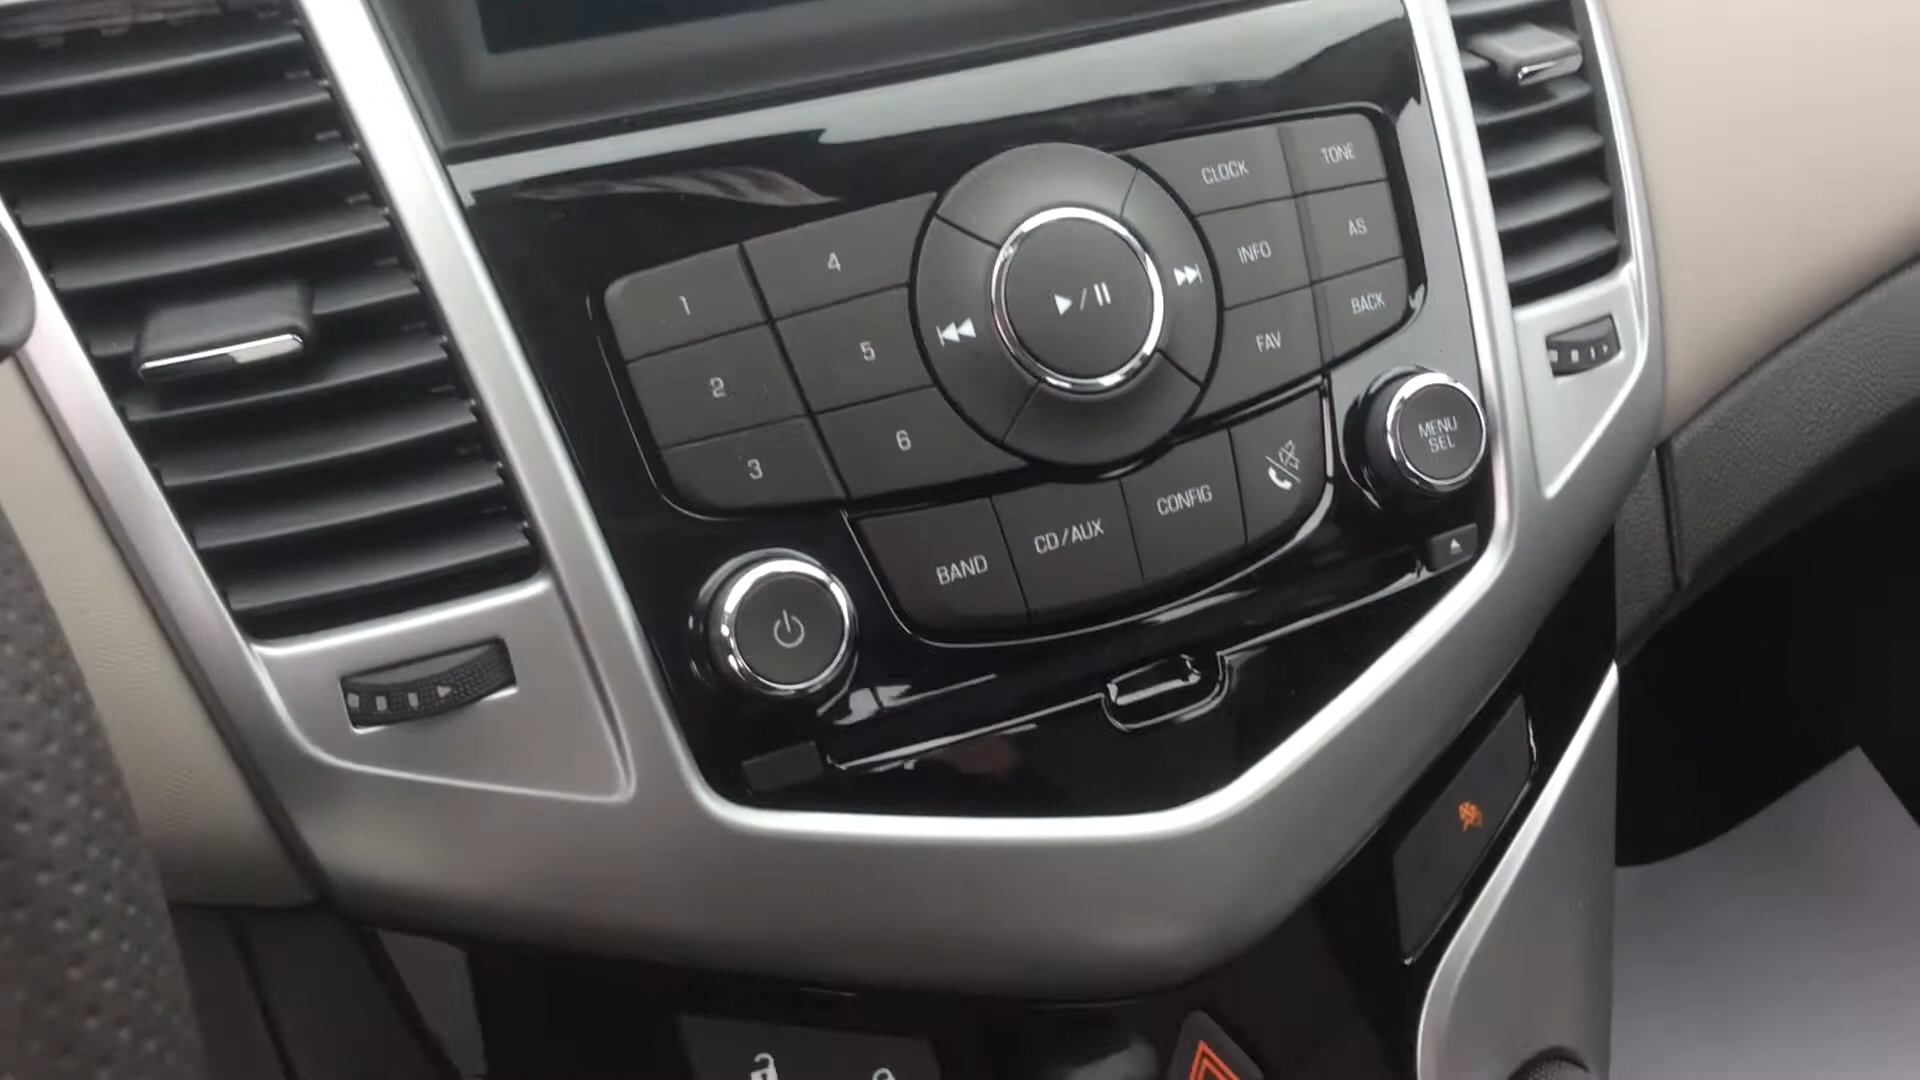 1
4
2
5
3
6
CLOCK
TONE
INFO
AS
FAV
BACK
BAND
CD/AUX
CONFIG
MENU
SEL